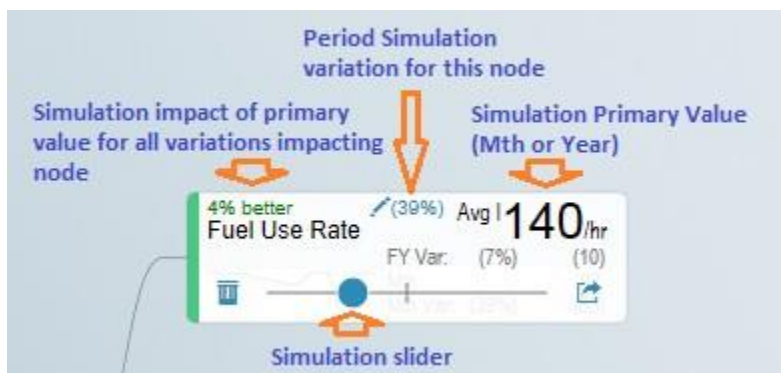 Period Simulation
variation for this node
Simulation impact of primary
value for all variations impacting
node
Simulation Primary Value
(Mth or Year)
4% better
(39%)
Avg l 140/hr
Fuel Use Rate
FY Var: (7%) (10)
Simulation slider